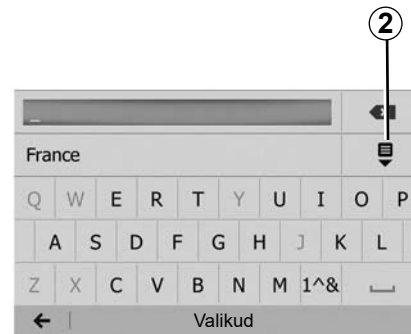 2
_
France
Q W E R T Y U I O P
A S D F G H J K L
Z X C V B N M 1^&
Valikud